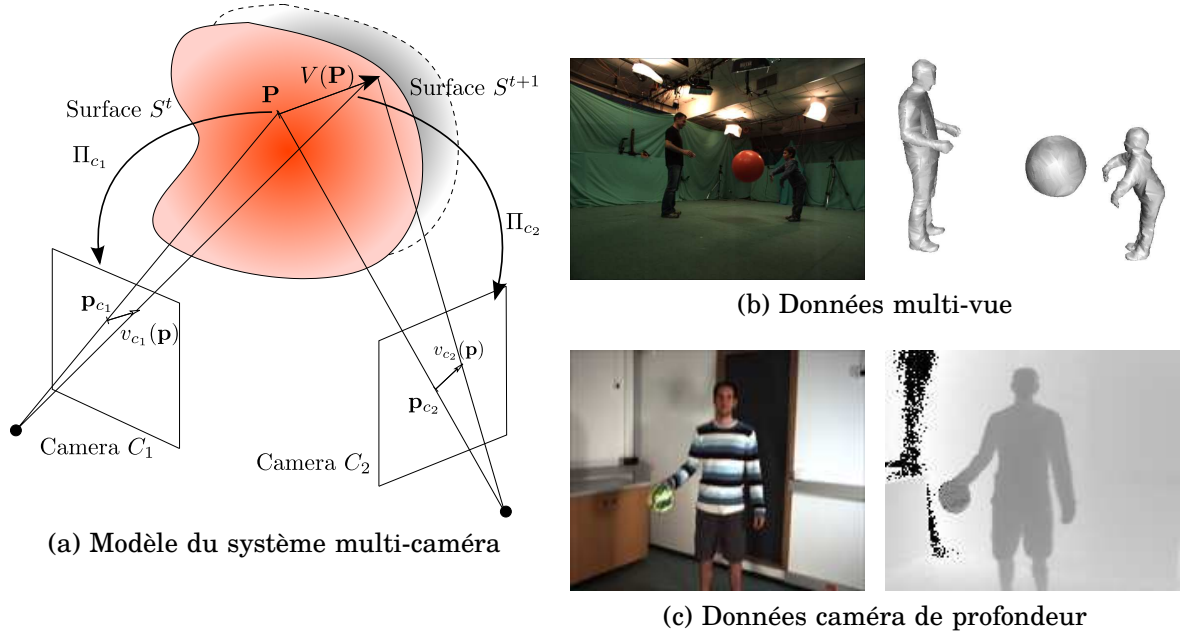 V(P)
Surface S^{t+1}
P
Surface S^t
Π_{c_1}
Π_{c_2}
p_{c_1}
v_{c_1}(p)
v_{c_2}(p)
p_{c_2}
Camera C_1
Camera C_2
(a) Modèle du système multi-caméra
(b) Données multi-vue
(c) Données caméra de profondeur